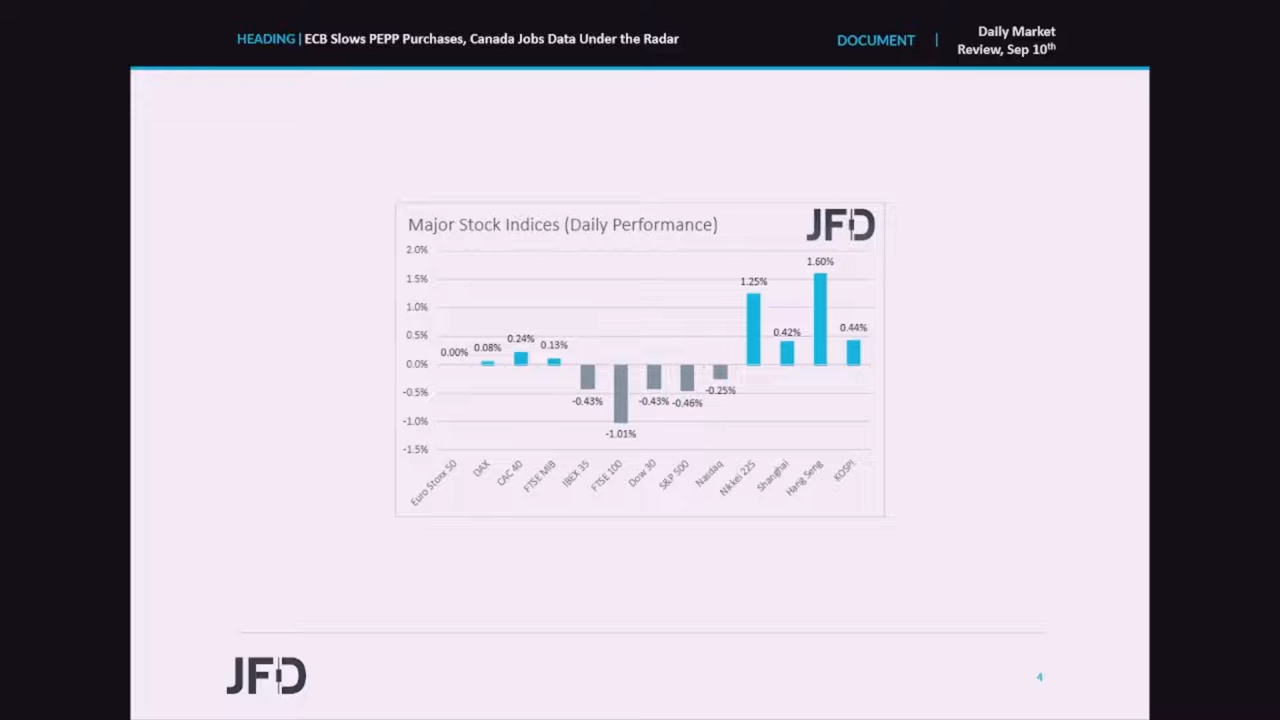 HEADING | ECB Slows PEPP Purchases, Canada Jobs Data Under the Radar
DOCUMENT |
Daily Market
Review, Sep 10th
Major Stock Indices (Daily Performance)
JFD
2.0%
1.5%
1.0%
0.5%
0.0%
-0.5%
-1.0%
-1.5%
0.00%
0.08%
0.24%
0.13%
-0.43%
-1.01%
-0.43%
-0.46%
-0.25%
1.25%
0.42%
1.60%
0.44%
Euro Stoxx 50
DAX
CAC 40
FTSE MIB
IBEX 35
FTSE 100
Dow 30
S&P 500
Nasdaq
Nikkei 225
Shanghai
Hang Seng
KOSPI
JFD
4